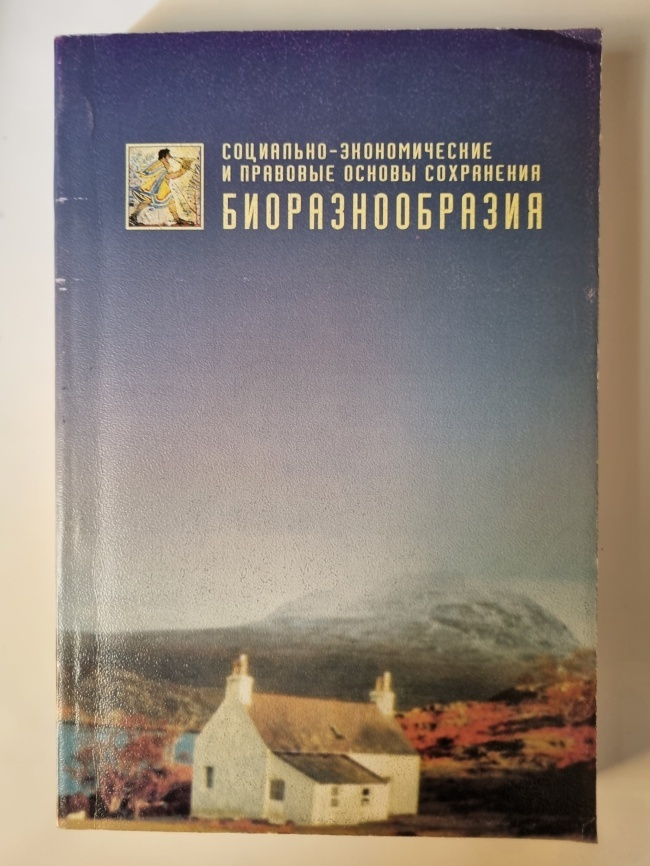 СОЦИАЛЬНО-ЭКОНОМИЧЕСКИЕ
И ПРАВОВЫЕ ОСНОВЫ СОХРАНЕНИЯ
БИОРАЗНООБРАЗИЯ